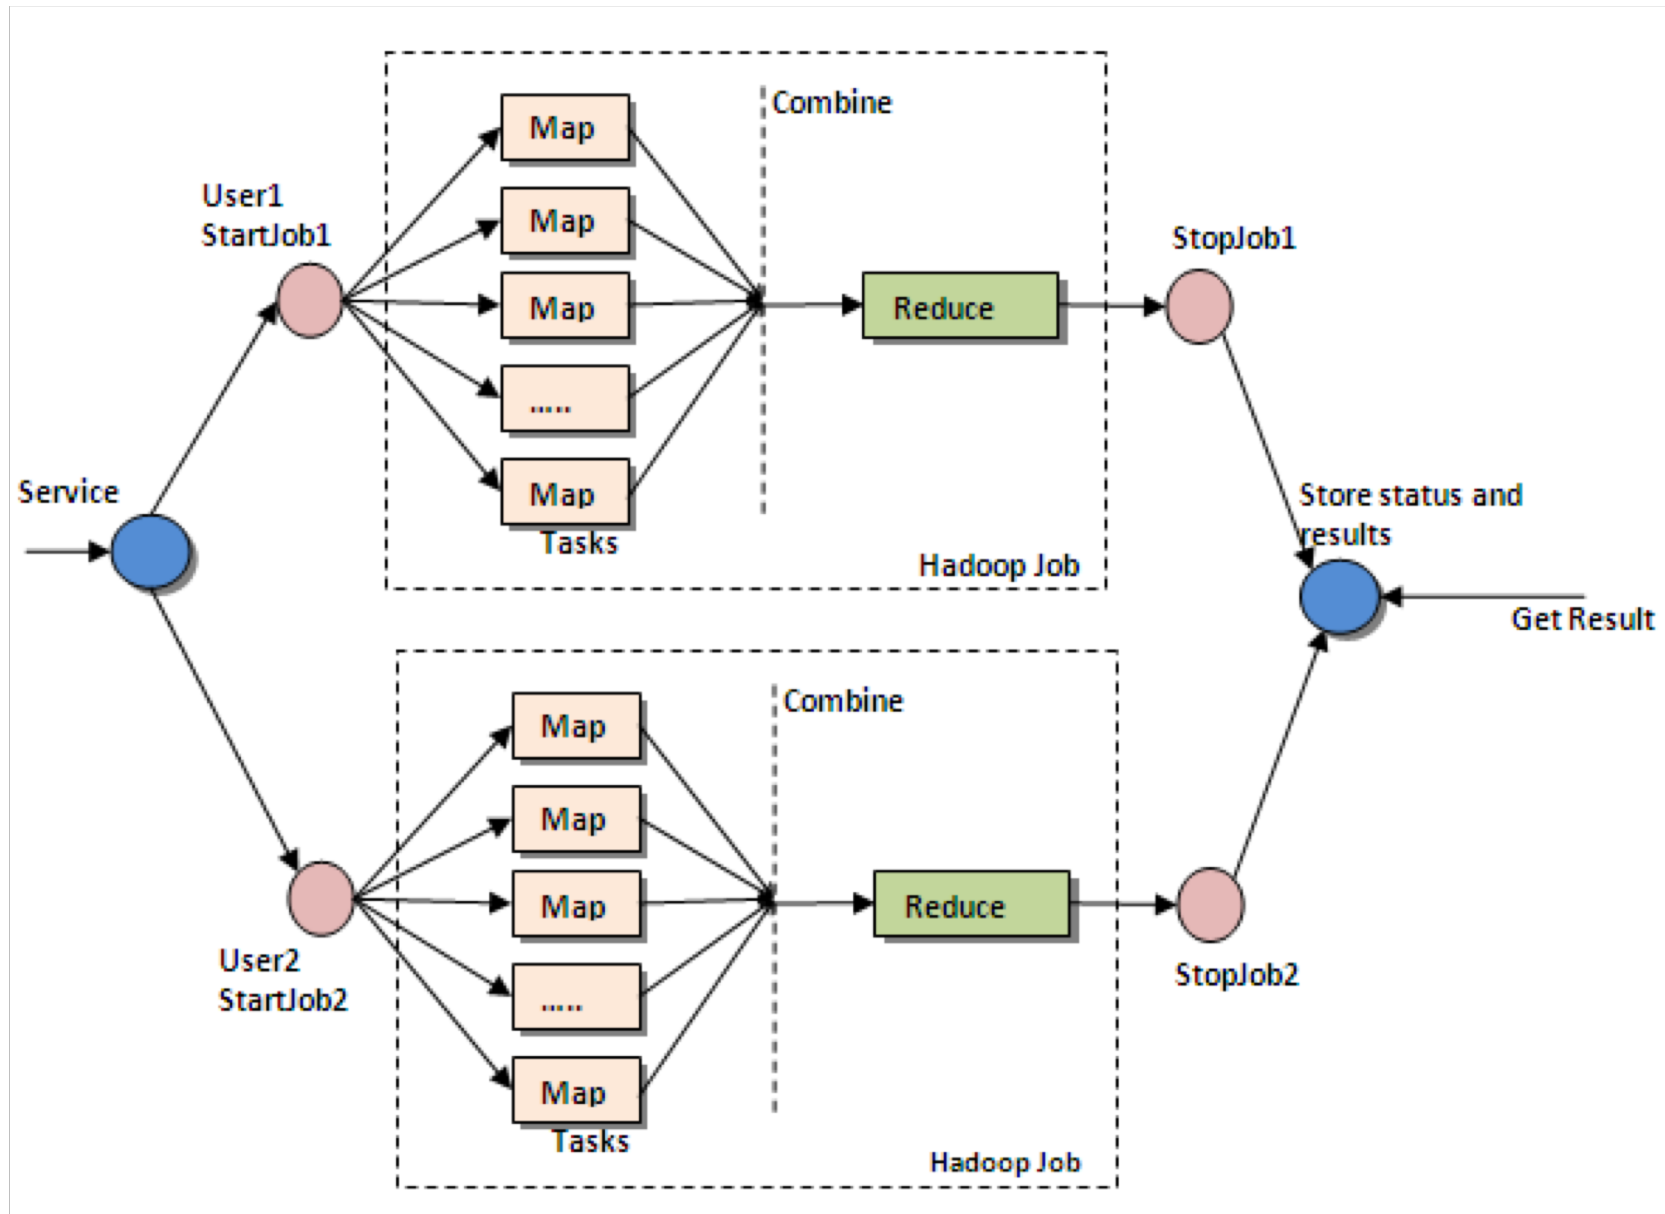 Combine
Map
User1
StartJob1
Map
StopJob1
Map
Reduce
.....
Map
Service
Store status and
results
Tasks
Hadoop Job
Get Result
Combine
Map
Map
Map
Reduce
User2
StartJob2
StopJob2
.....
Map
Tasks
Hadoop Job